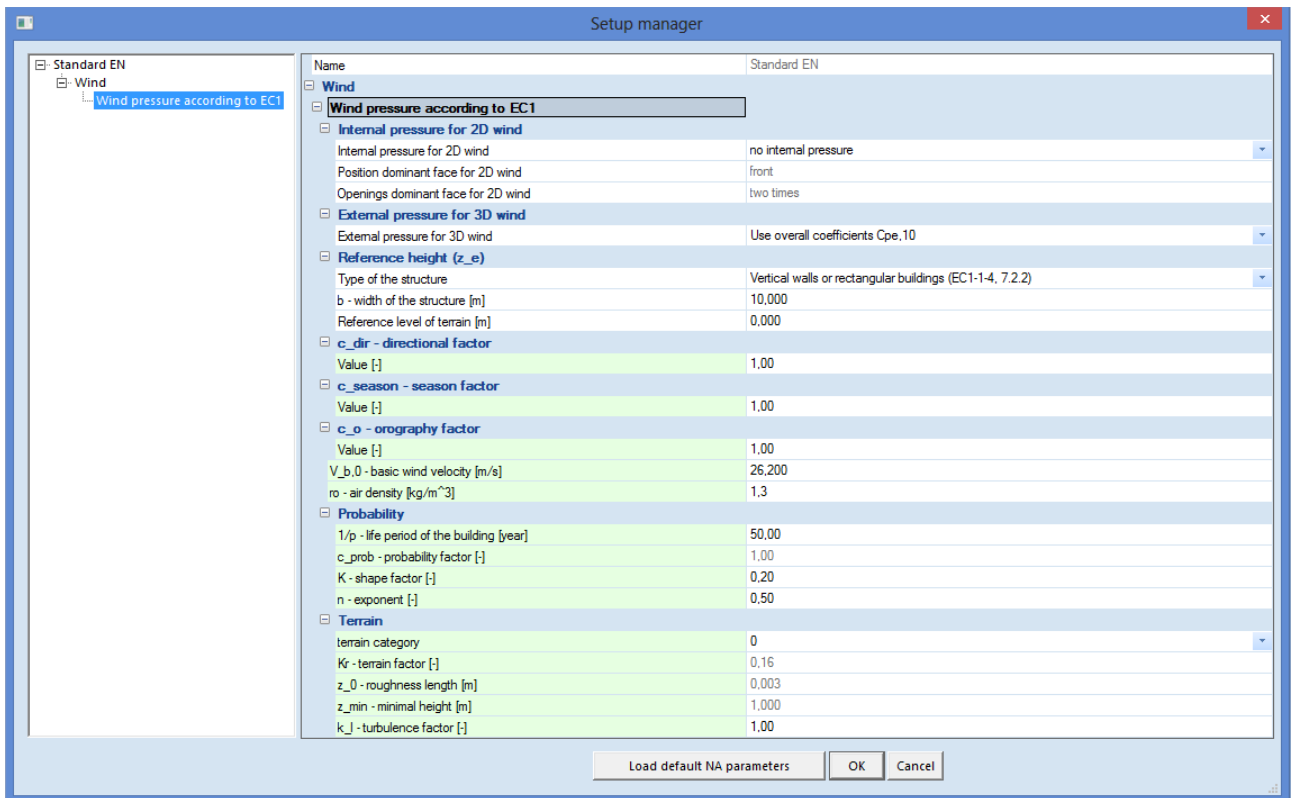 Setup manager
Standard EN
Wind
Wind pressure according to EC1
Name Standard EN
Wind
Wind pressure according to EC1
Internal pressure for 2D wind
Internal pressure for 2D wind no internal pressure
Position dominant face for 2D wind front
Openings dominant face for 2D wind two times
External pressure for 3D wind
External pressure for 3D wind Use overall coefficients Cpe,10
Reference height (z_e)
Type of the structure Vertical walls or rectangular buildings (EC1-1-4, 7.2.2)
b - width of the structure [m] 10,000
Reference level of terrain [m] 0,000
c_dir - directional factor
Value [-] 1,00
c_season - season factor
Value [-] 1,00
c_o - orography factor
Value [-] 1,00
V_b,0 - basic wind velocity [m/s] 26,200
ro - air density [kg/m^3] 1,3
Probability
1/p - life period of the building [year] 50,00
c_prob - probability factor [-] 1,00
K - shape factor [-] 0,20
n - exponent [-] 0,50
Terrain
terrain category 0
Kr - terrain factor [-] 0,16
z_0 - roughness length [m] 0,003
z_min - minimal height [m] 1,000
k_l - turbulence factor [-] 1,00
Load default NA parameters OK Cancel